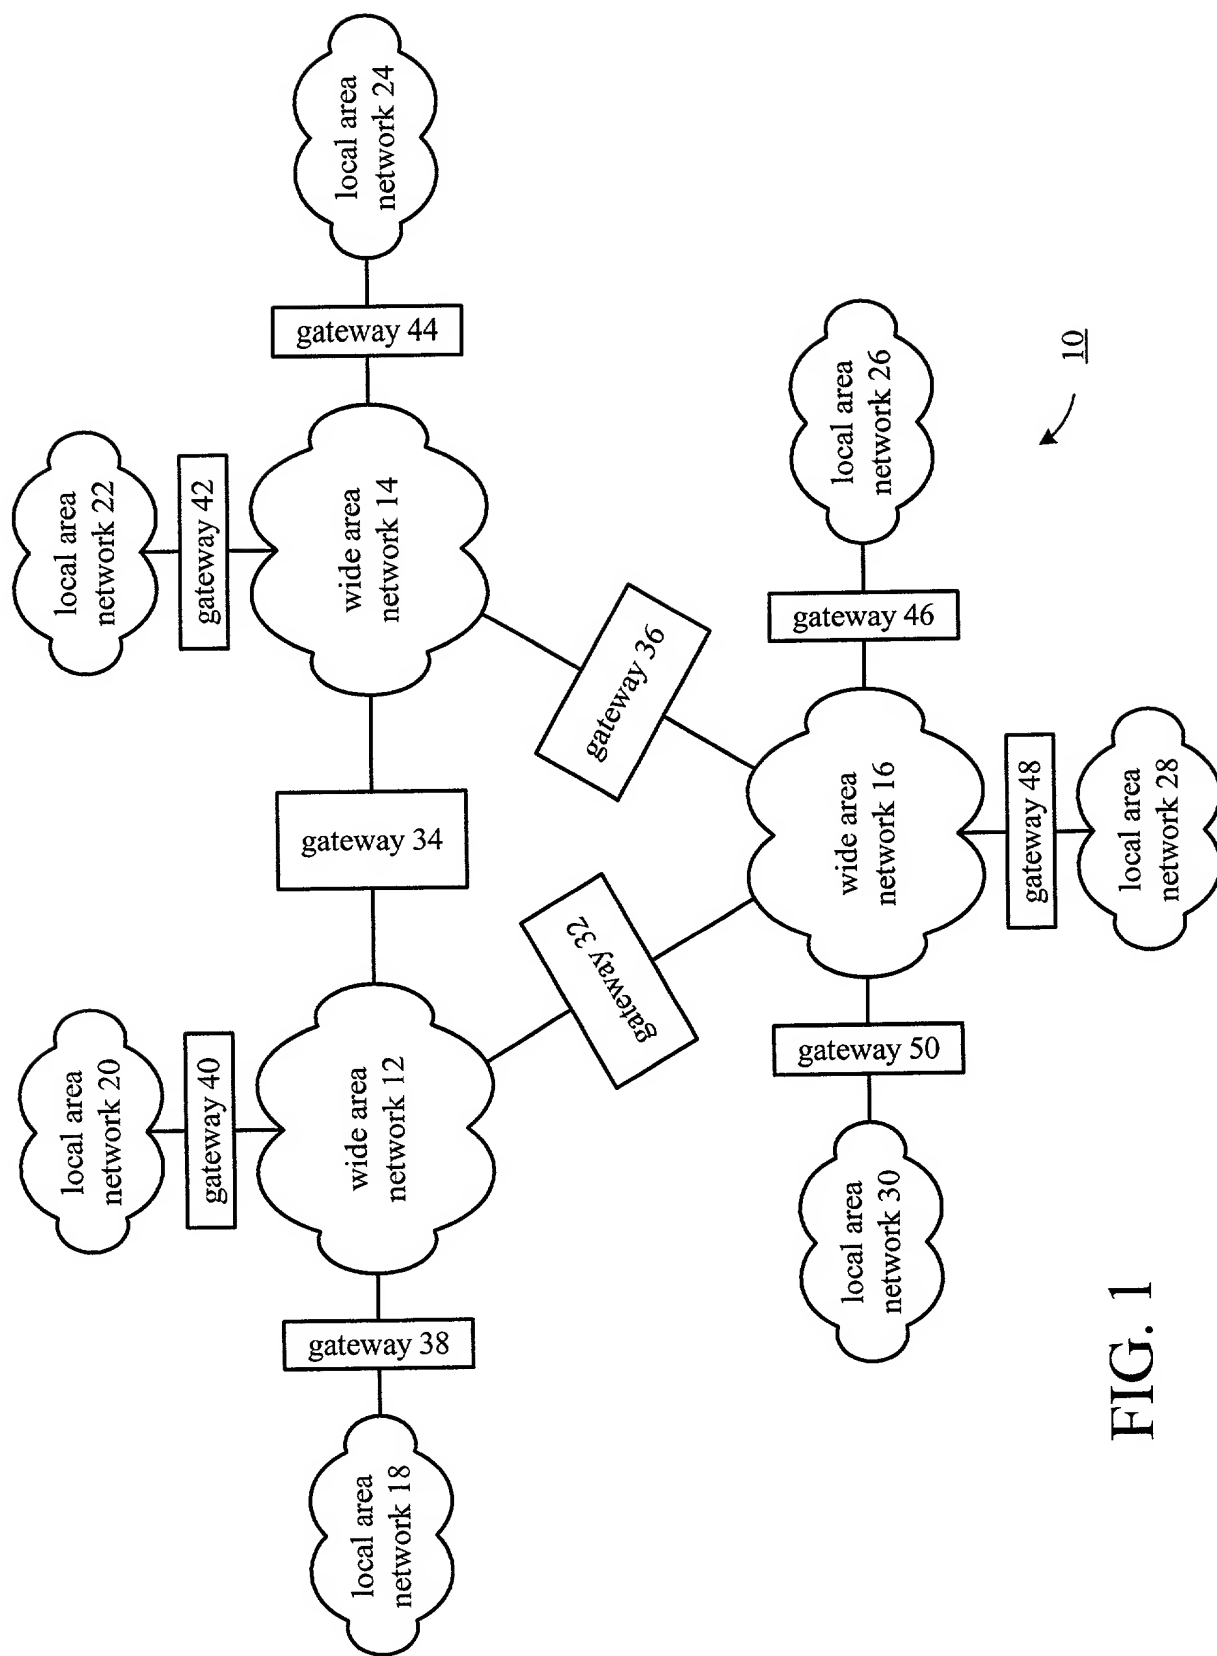 local area
network 20
local area
network 22
gateway 40
gateway 42
local area
network 18
gateway 38
wide area
network 12
gateway 34
wide area
network 14
gateway 44
local area
network 24
gateway 32
gateway 36
local area
network 30
gateway 50
wide area
network 16
gateway 46
local area
network 26
gateway 48
local area
network 28
10
FIG. 1